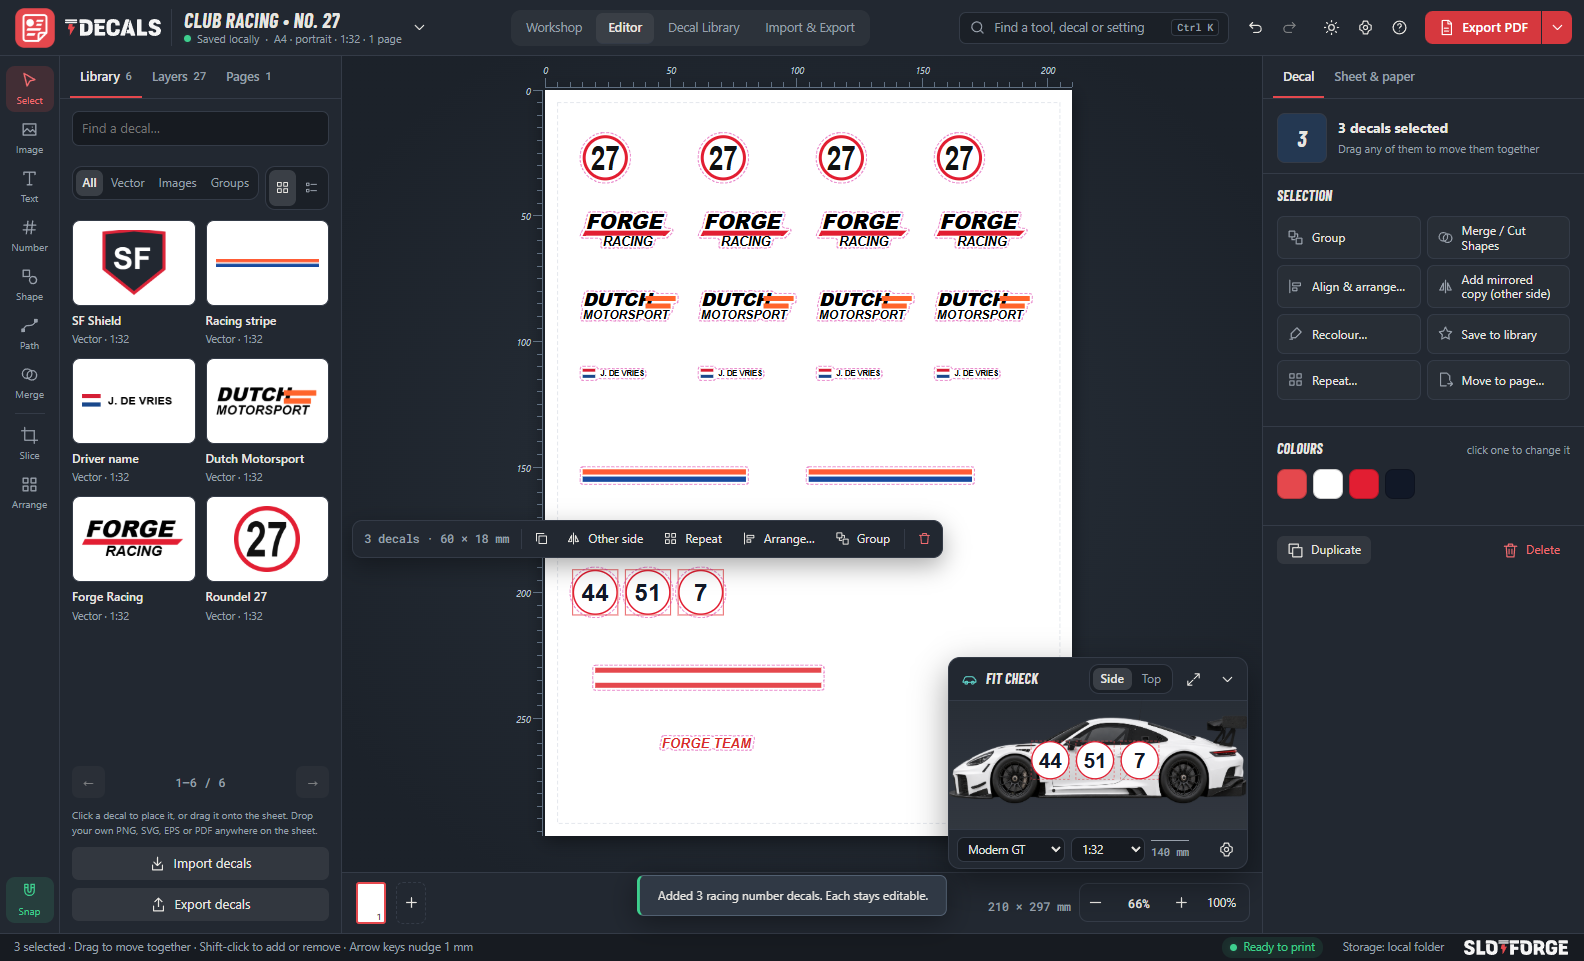 DECALS
CLUB RACING • NO. 27
Saved locally · A4 · portrait · 1:32 · 1 page
Workshop
Editor
Decal Library
Import & Export
Find a tool, decal or setting
Ctrl K
Export PDF
Select
Image
Text
Number
Shape
Path
Merge
Slice
Arrange
Snap
Library 6
Layers 27
Pages 1
Find a decal...
All
Vector
Images
Groups
SF
SF Shield
Vector · 1:32
Racing stripe
Vector · 1:32
J. DE VRIES
Driver name
Vector · 1:32
DUTCH
MOTORSPORT
Dutch Motorsport
Vector · 1:32
FORGE
RACING
Forge Racing
Vector · 1:32
27
Roundel 27
Vector · 1:32
← 1–6 / 6 →
Click a decal to place it, or drag it onto the sheet. Drop
your own PNG, SVG, EPS or PDF anywhere on the sheet.
Import decals
Export decals
0 50 100 150 200
0
50
100
150
200
250
27 27 27 27
FORGE FORGE FORGE FORGE
RACING RACING RACING RACING
DUTCH DUTCH DUTCH DUTCH
MOTORSPORT MOTORSPORT MOTORSPORT MOTORSPORT
J. DE VRIES J. DE VRIES J. DE VRIES J. DE VRIES
3 decals · 60 × 18 mm
Other side
Repeat
Arrange...
Group
44 51 7
FORGE TEAM
FIT CHECK
Side
Top
44 51 7
Modern GT
1:32
140 mm
1
+
Added 3 racing number decals. Each stays editable.
210 × 297 mm
66%
100%
Decal
Sheet & paper
3
3 decals selected
Drag any of them to move them together
SELECTION
Group
Merge / Cut
Shapes
Align & arrange...
Add mirrored
copy (other side)
Recolour...
Save to library
Repeat...
Move to page...
COLOURS
click one to change it
Duplicate
Delete
3 selected · Drag to move together · Shift-click to add or remove · Arrow keys nudge 1 mm
Ready to print
Storage: local folder
SLOTFORGE